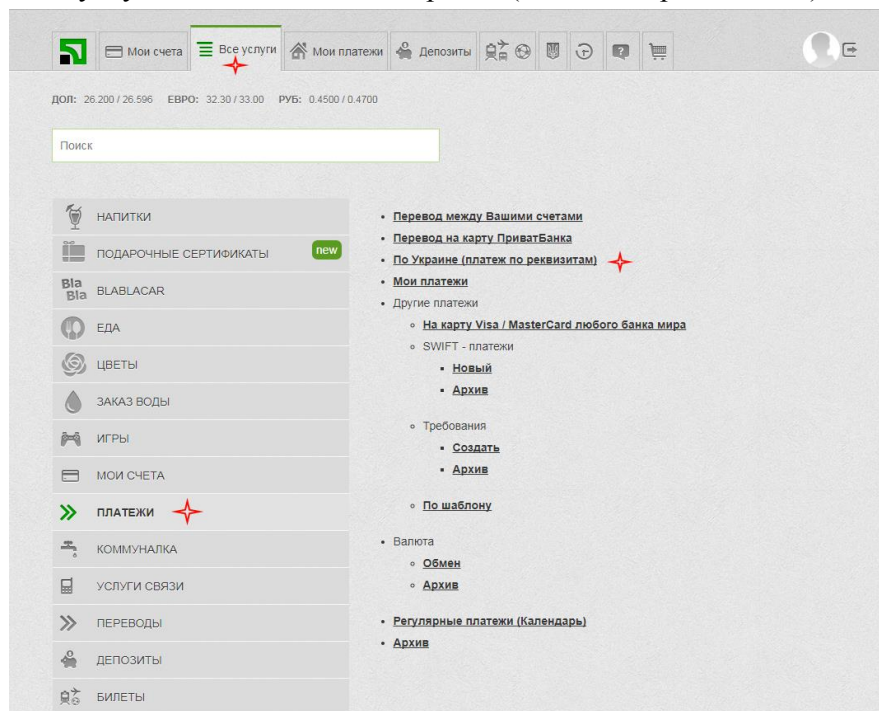 Мои счета Все услуги Мои платежи Депозиты
ДОЛ: 26.200 / 26.596 ЕВРО: 32.30 / 33.00 РУБ: 0.4500 / 0.4700
Поиск
НАПИТКИ
ПОДАРОЧНЫЕ СЕРТИФИКАТЫ new
Bla Bla BLABLACAR
ЕДА
ЦВЕТЫ
ЗАКАЗ ВОДЫ
ИГРЫ
МОИ СЧЕТА
ПЛАТЕЖИ
КОММУНАЛКА
УСЛУГИ СВЯЗИ
ПЕРЕВОДЫ
ДЕПОЗИТЫ
БИЛЕТЫ
Перевод между Вашими счетами
Перевод на карту ПриватБанка
По Украине (платеж по реквизитам)
Мои платежи
Другие платежи
На карту Visa / MasterCard любого банка мира
SWIFT - платежи
Новый
Архив
Требования
Создать
Архив
По шаблону
Валюта
Обмен
Архив
Регулярные платежи (Календарь)
Архив